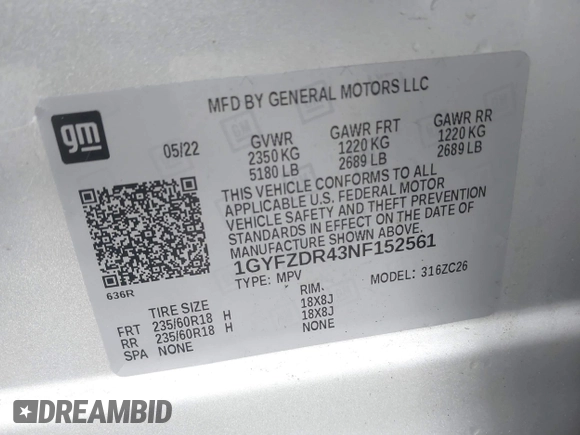 gm
MFD BY GENERAL MOTORS LLC
05/22 GVWR GAWR FRT GAWR RR
2350 KG 1220 KG 1220 KG
5180 LB 2689 LB 2689 LB
THIS VEHICLE CONFORMS TO ALL
APPLICABLE U.S. FEDERAL MOTOR
VEHICLE SAFETY AND THEFT PREVENTION
STANDARDS IN EFFECT ON THE DATE OF
MANUFACTURE SHOWN ABOVE.
1GYFZDR43NF152561
TYPE: MPV MODEL: 316ZC26
636R
TIRE SIZE RIM.
FRT 235/60R18 H 18X8J
RR 235/60R18 H 18X8J
SPA NONE NONE
DREAMBID